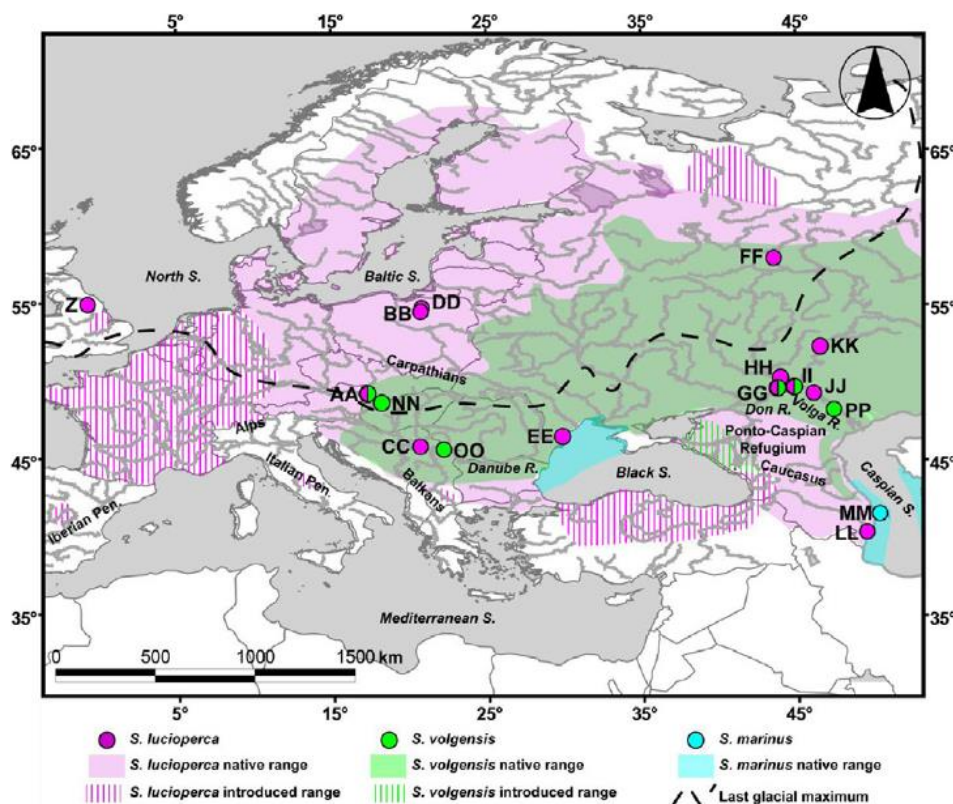 5° 15° 25° 35° 45°
65° 65°
FF
North S. Baltic S.
Z DD
55° BB 55°
KK
Carpathians HH II JJ
AA GG Volga R.
NN Don R. PP
Alps Ponto-Caspian
CC OO EE Refugium
45° Danube R. 45°
Italian Pen. Balkans Black S. Caucasus Caspian S.
Iberian Pen. MM
LL
35° Mediterranean S. 35°
0 500 1000 1500 km
5° 15° 25° 35° 45°
S. lucioperca S. volgensis S. marinus
S. lucioperca native range S. volgensis native range S. marinus native range
S. lucioperca introduced range S. volgensis introduced range Last glacial maximum